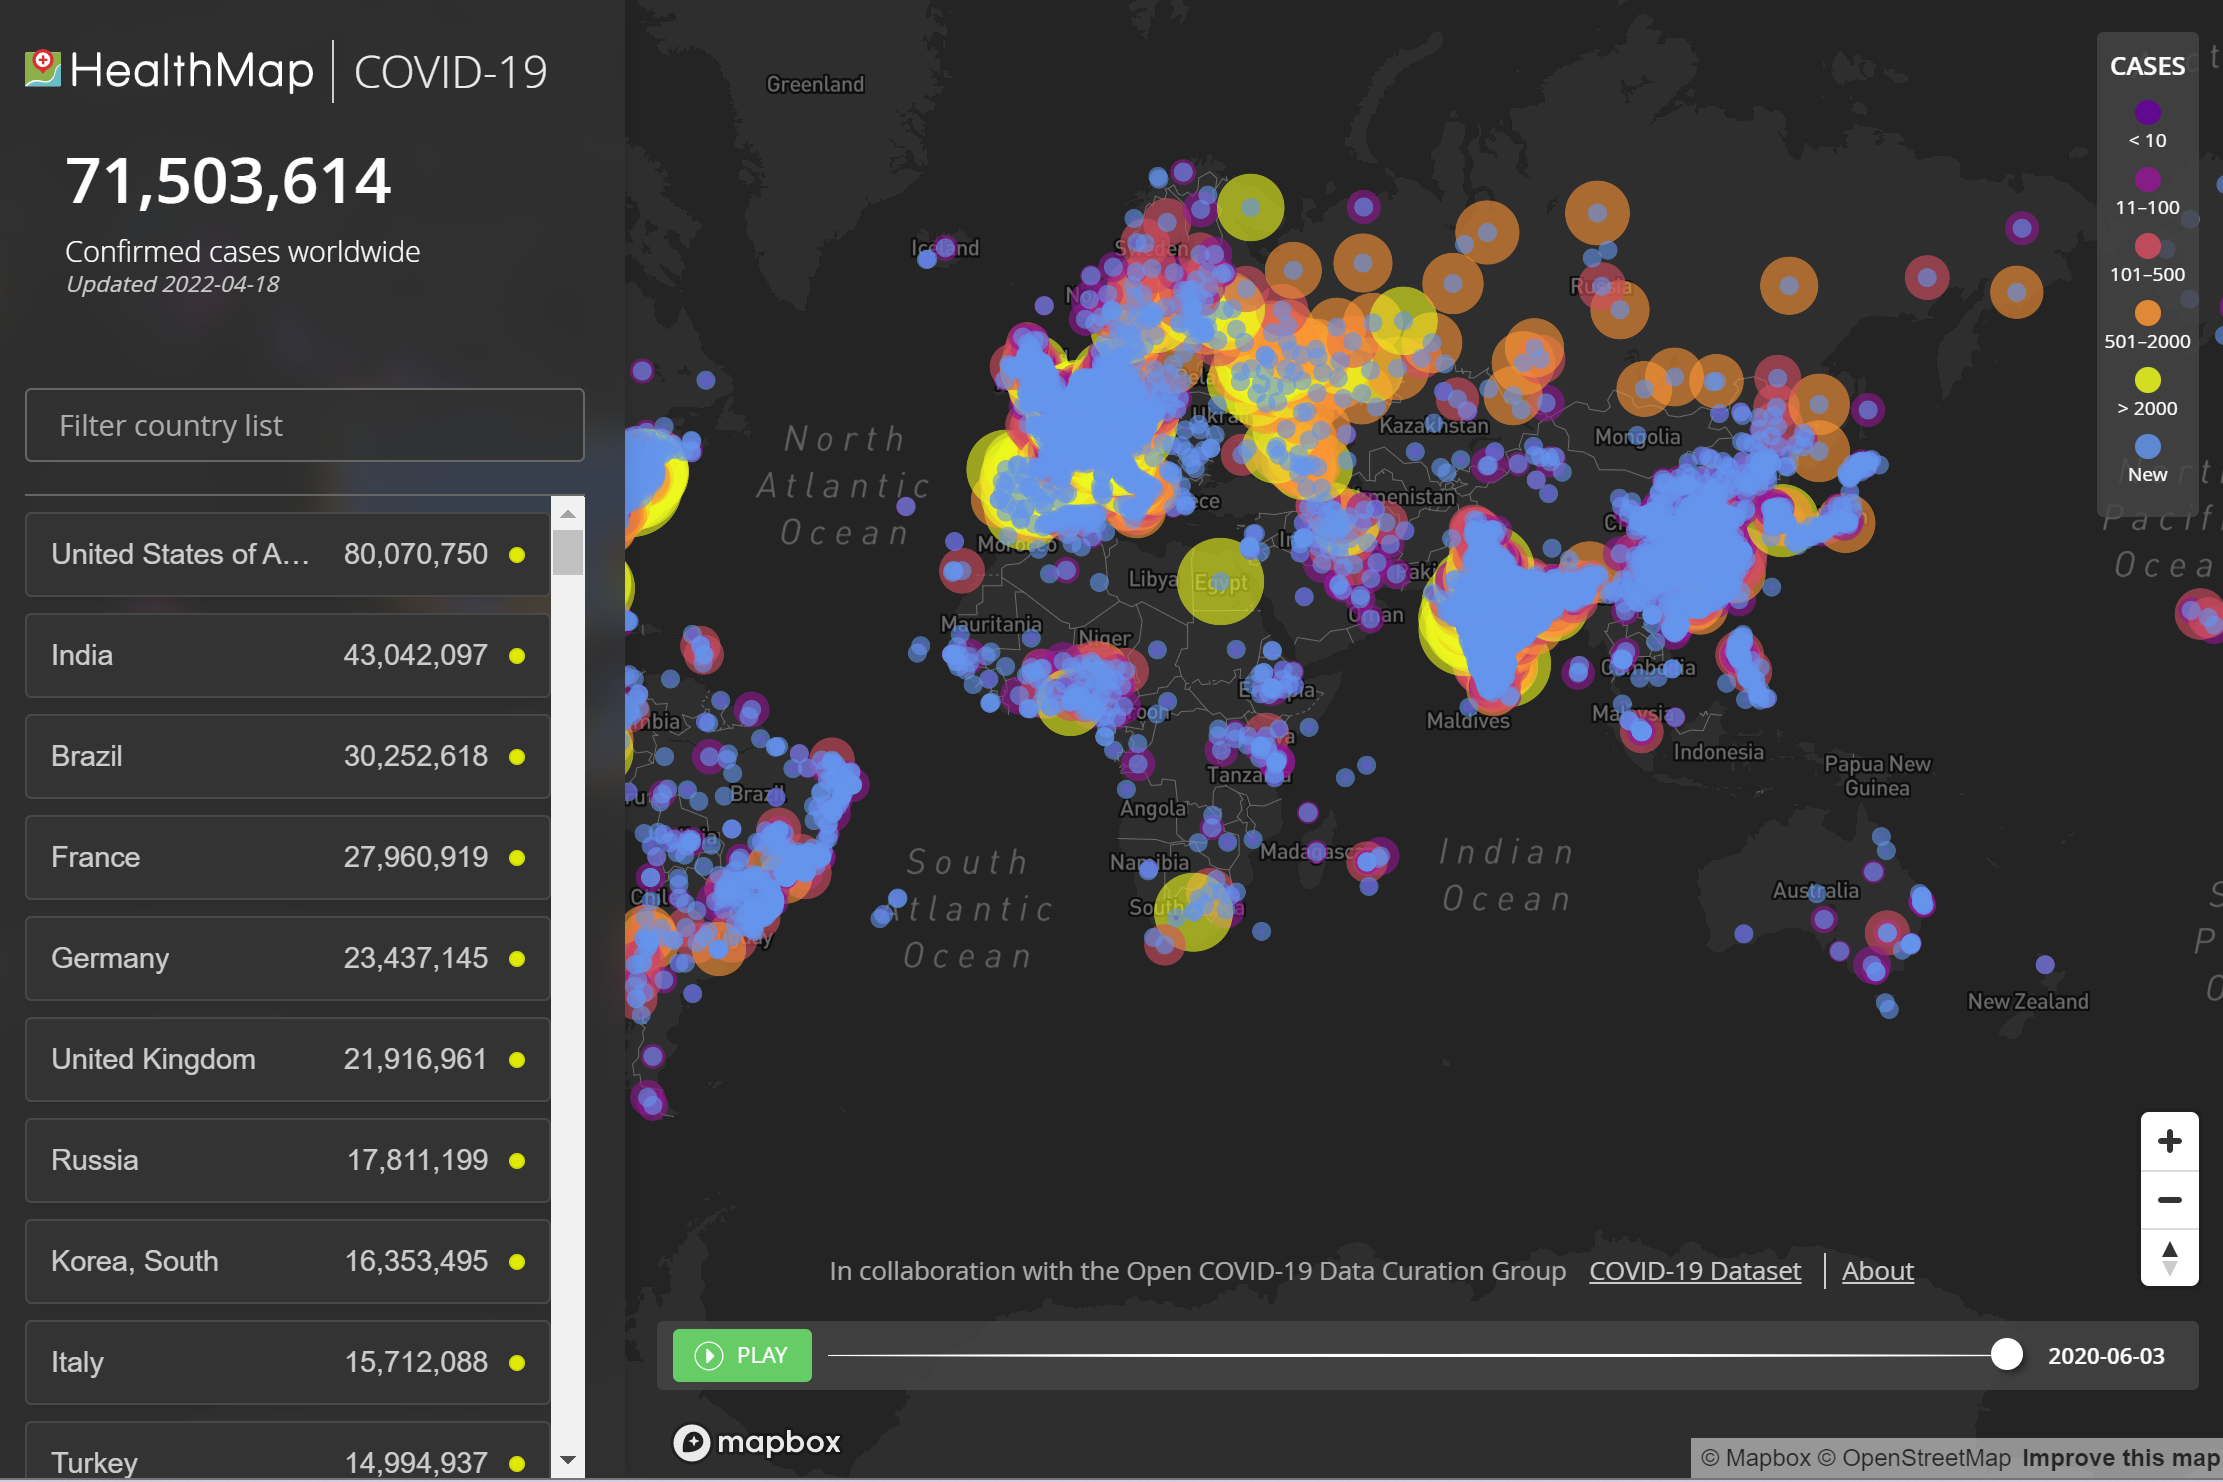 HealthMap | COVID-19
71,503,614
Confirmed cases worldwide
Updated 2022-04-18
Filter country list
United States of A... 80,070,750
India 43,042,097
Brazil 30,252,618
France 27,960,919
Germany 23,437,145
United Kingdom 21,916,961
Russia 17,811,199
Korea, South 16,353,495
Italy 15,712,088
Turkey 14,994,937
Greenland
Iceland
Sweden
Russia
Kazakhstan
Mongolia
North
Atlantic
Ocean
Morocco
Libya
Egypt
Oman
Mauritania
Niger
Ethiopia
Cambodia
Maldives
Malaysia
Indonesia
Papua New
Guinea
Brazil
Tanzania
Angola
Namibia
Madagascar
South
Atlantic
Ocean
Indian
Ocean
Australia
New Zealand
CASES
< 10
11–100
101–500
501–2000
> 2000
New
In collaboration with the Open COVID-19 Data Curation Group COVID-19 Dataset | About
PLAY
2020-06-03
mapbox
© Mapbox © OpenStreetMap Improve this map